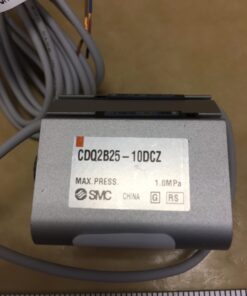 CDQ2B25-10DCZ
MAX.PRESS. 1.0MPa
SMC CHINA G RS